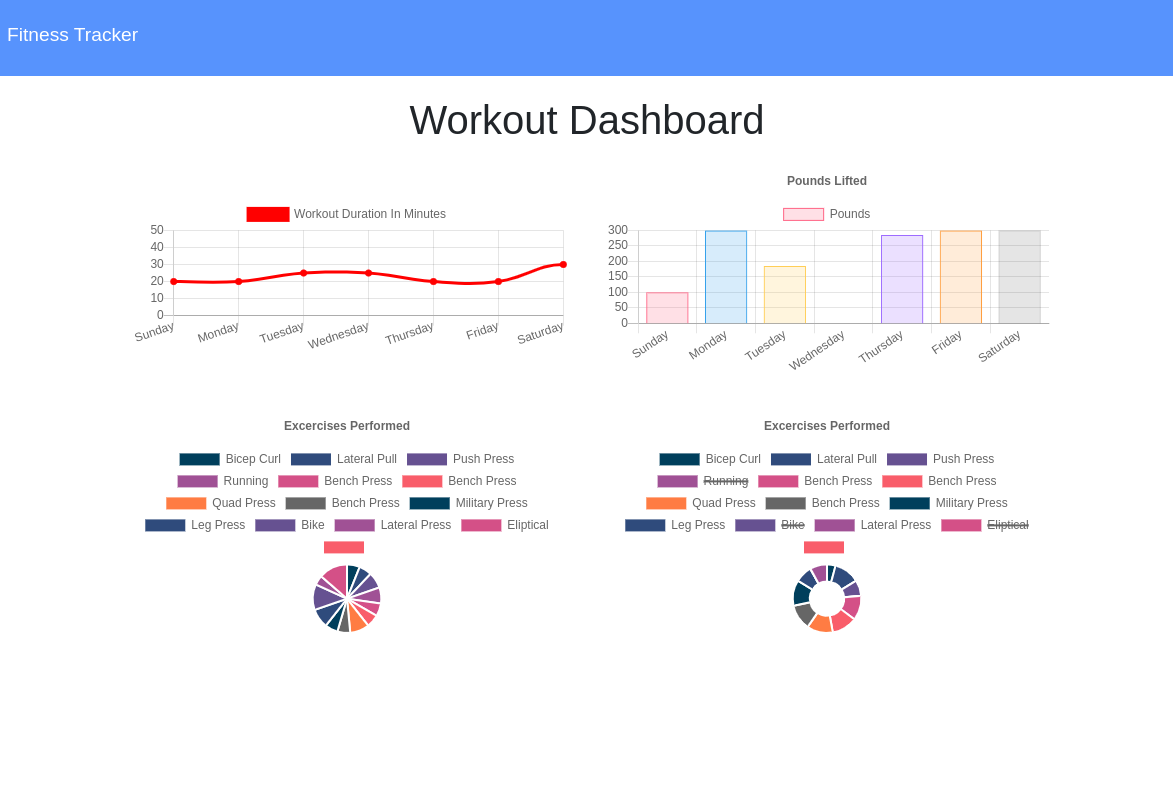 Fitness Tracker
Workout Dashboard
Workout Duration In Minutes
50
40
30
20
10
0
Sunday Monday Tuesday Wednesday Thursday Friday Saturday
Pounds Lifted
Pounds
300
250
200
150
100
50
0
Sunday Monday Tuesday Wednesday Thursday Friday Saturday
Excercises Performed
Bicep Curl Lateral Pull Push Press
Running Bench Press Bench Press
Quad Press Bench Press Military Press
Leg Press Bike Lateral Press Eliptical
Excercises Performed
Bicep Curl Lateral Pull Push Press
Running Bench Press Bench Press
Quad Press Bench Press Military Press
Leg Press Bike Lateral Press Eliptical